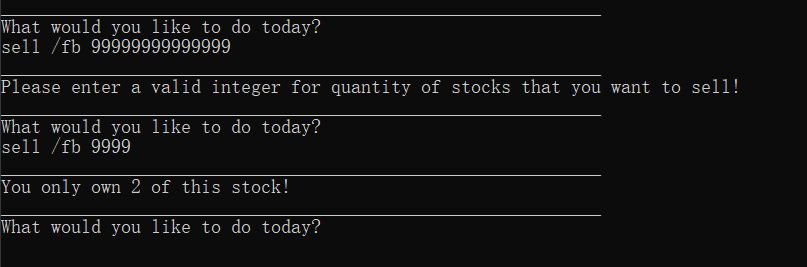 What would you like to do today?
sell /fb 99999999999999
Please enter a valid integer for quantity of stocks that you want to sell!
What would you like to do today?
sell /fb 9999
You only own 2 of this stock!
What would you like to do today?